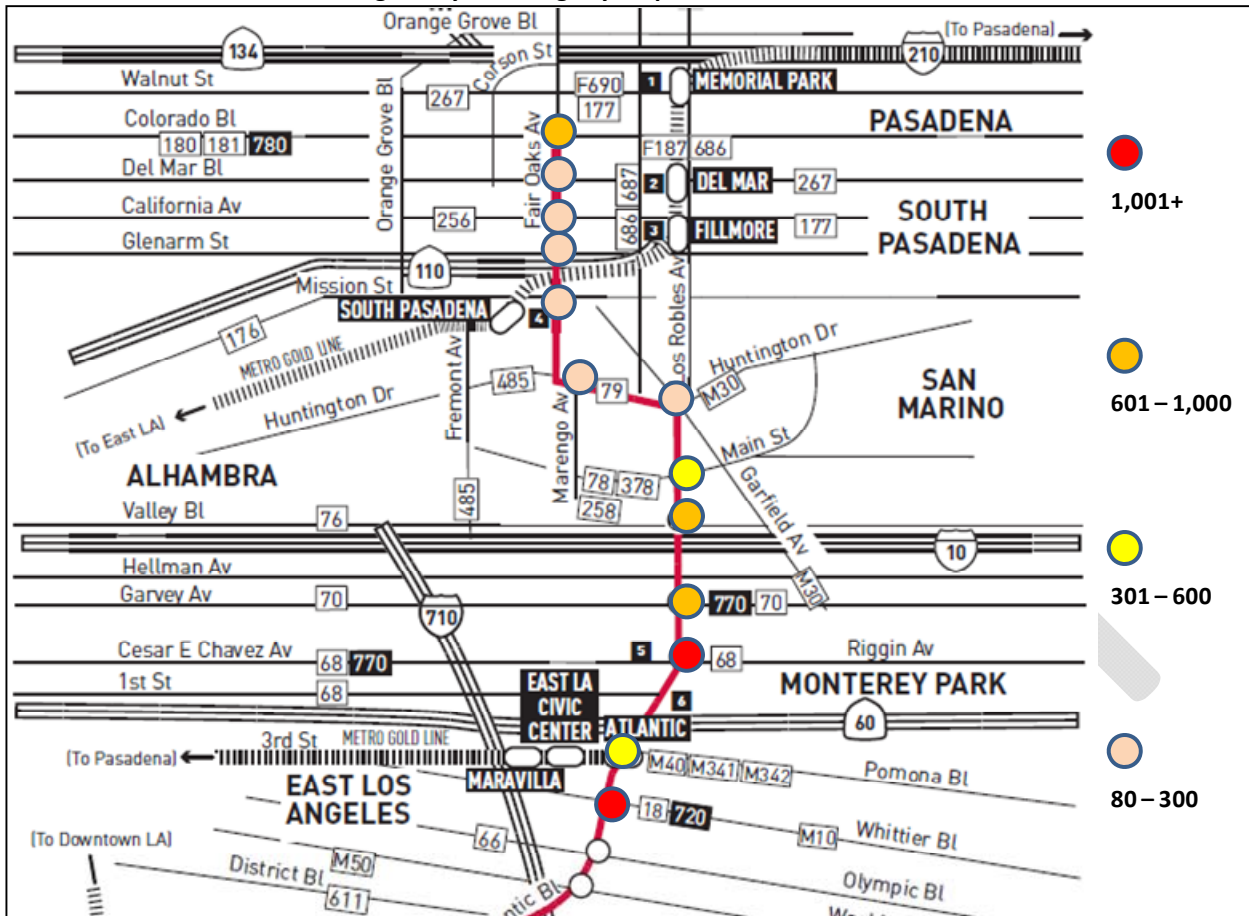 Orange Grove Bl
(To Pasadena)
134
210
Walnut St
Corson St
F690
177
1
MEMORIAL PARK
267
Orange Grove Bl
Fair Oaks Av
Colorado Bl
180 181 780
PASADENA
F187 686
Del Mar Bl
687
2
DEL MAR
267
1,001+
California Av
256
SOUTH
PASADENA
686
3
FILLMORE
177
Glenarm St
110
Mission St
SOUTH PASADENA
4
176
METRO GOLD LINE
Los Robles Av
Huntington Dr
M30
485
79
Fremont Av
Huntington Dr
(To East LA)
Marengo Av
SAN
MARINO
601 – 1,000
Main St
ALHAMBRA
78 378
258
485
Garfield Av
Valley Bl
76
10
Hellman Av
Garvey Av
70
770 70
M30
301 – 600
710
Cesar E Chavez Av
68 770
5
68
Riggin Av
1st St
68
EAST LA
CIVIC
CENTER
6
MONTEREY PARK
ATLANTIC
60
3rd St
METRO GOLD LINE
(To Pasadena)
MARAVILLA
M40 M341 M342
Pomona Bl
EAST LOS
ANGELES
18 720
80 – 300
M10
Whittier Bl
(To Downtown LA)
66
M50
Olympic Bl
District Bl
611
ntic Bl